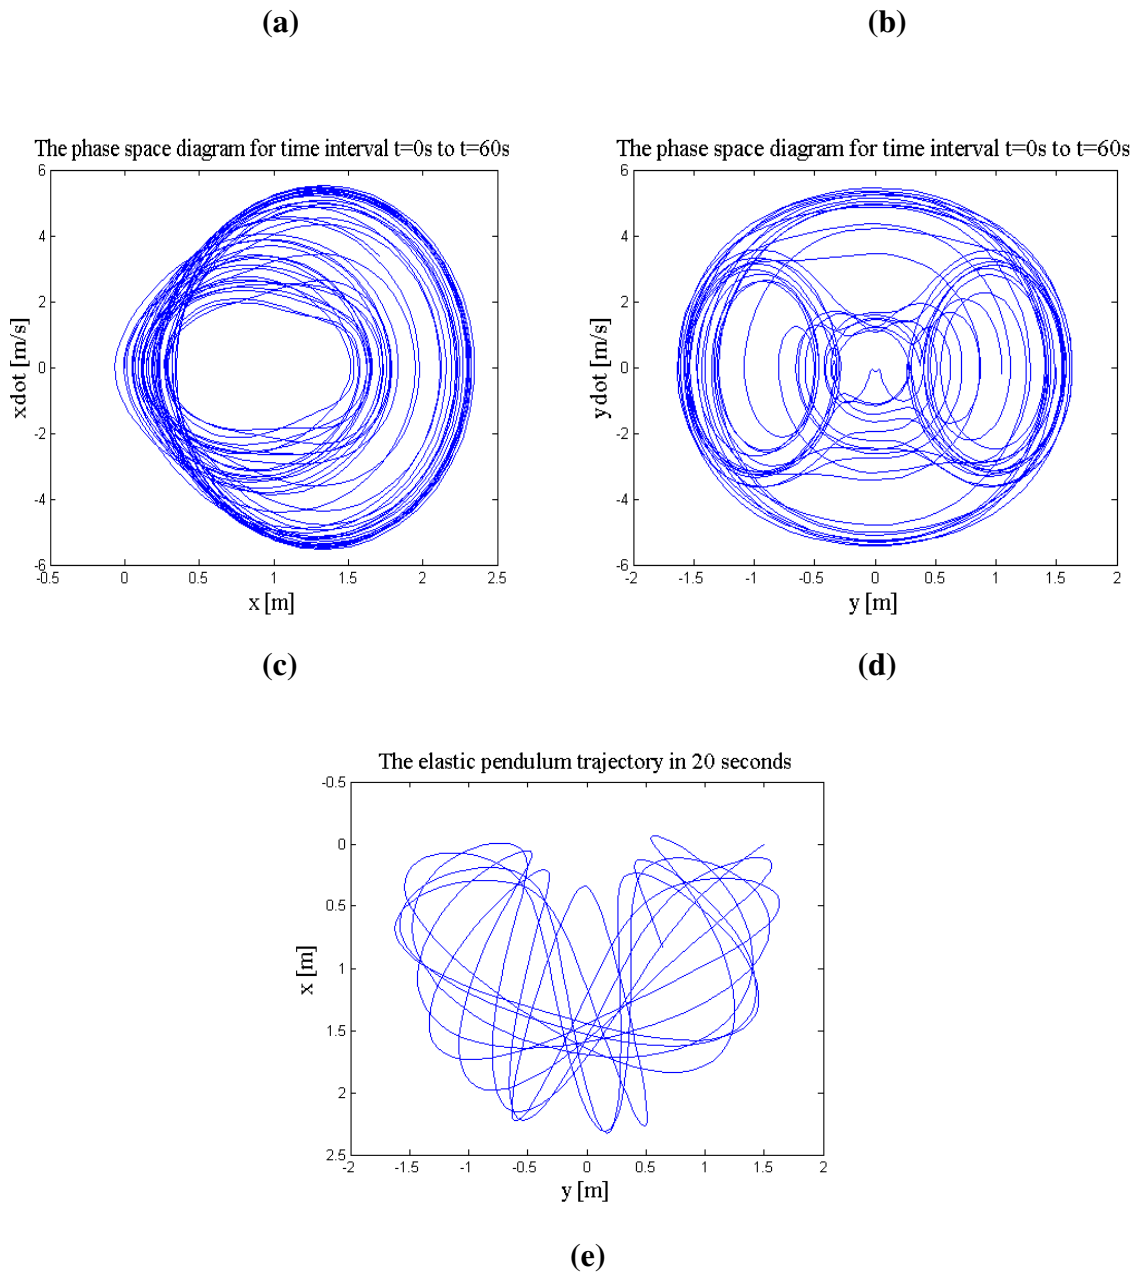 (a)
(b)
The phase space diagram for time interval t=0s to t=60s
6
4
2
0
-2
-4
-6
xdot [m/s]
-0.5 0 0.5 1 1.5 2 2.5
x [m]
(c)
The phase space diagram for time interval t=0s to t=60s
6
4
2
0
-2
-4
-6
ydot [m/s]
-2 -1.5 -1 -0.5 0 0.5 1 1.5 2
y [m]
(d)
The elastic pendulum trajectory in 20 seconds
-0.5
0
0.5
1
1.5
2
2.5
x [m]
-2 -1.5 -1 -0.5 0 0.5 1 1.5 2
y [m]
(e)